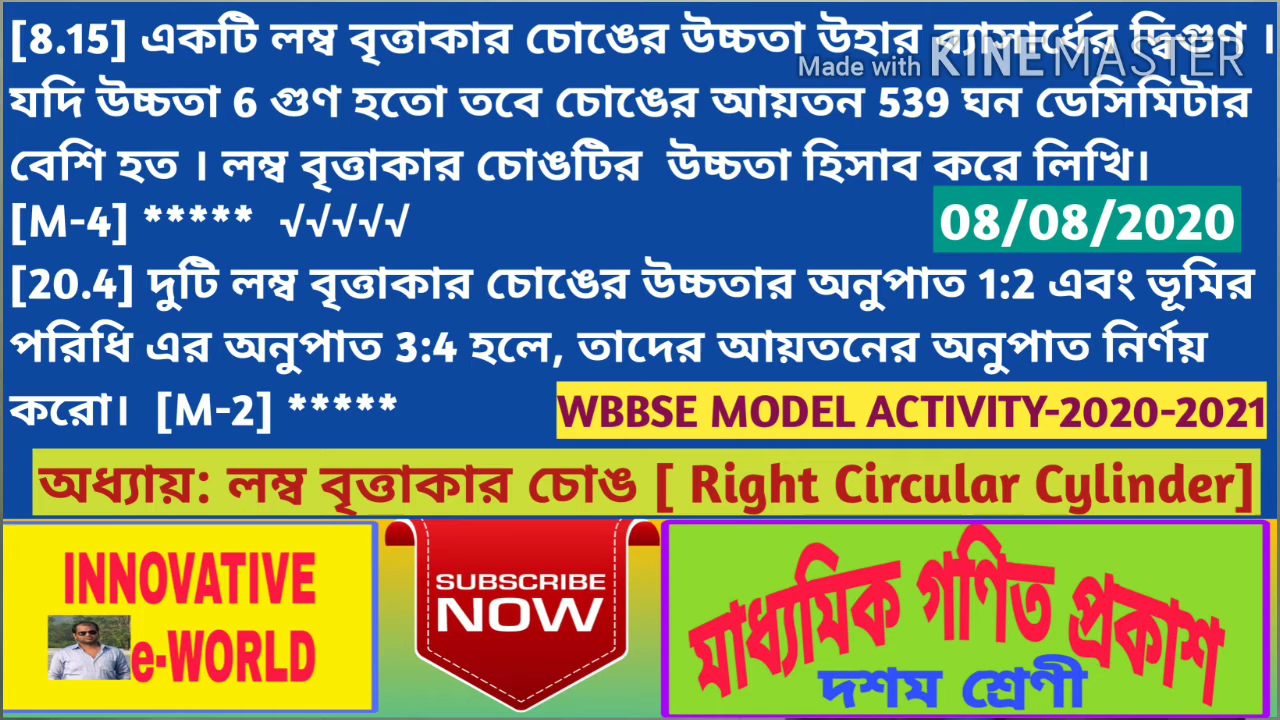 [8.15] একটি লম্ব বৃত্তাকার চোঙের উচ্চতা উহার ব্যাসার্ধের দ্বিগুণ ।
Made with KINEMASTER
যদি উচ্চতা 6 গুণ হতো তবে চোঙের আয়তন 539 ঘন ডেসিমিটার
বেশি হত । লম্ব বৃত্তাকার চোঙটির উচ্চতা হিসাব করে লিখি।
[M-4] ***** √√√√√
08/08/2020
[20.4] দুটি লম্ব বৃত্তাকার চোঙের উচ্চতার অনুপাত 1:2 এবং ভূমির
পরিধি এর অনুপাত 3:4 হলে, তাদের আয়তনের অনুপাত নির্ণয়
করো। [M-2] *****
WBBSE MODEL ACTIVITY-2020-2021
অধ্যায়: লম্ব বৃত্তাকার চোঙ [ Right Circular Cylinder]
INNOVATIVE
e-WORLD
SUBSCRIBE
NOW
মাধ্যমিক গণিত প্রকাশ
দশম শ্রেণী